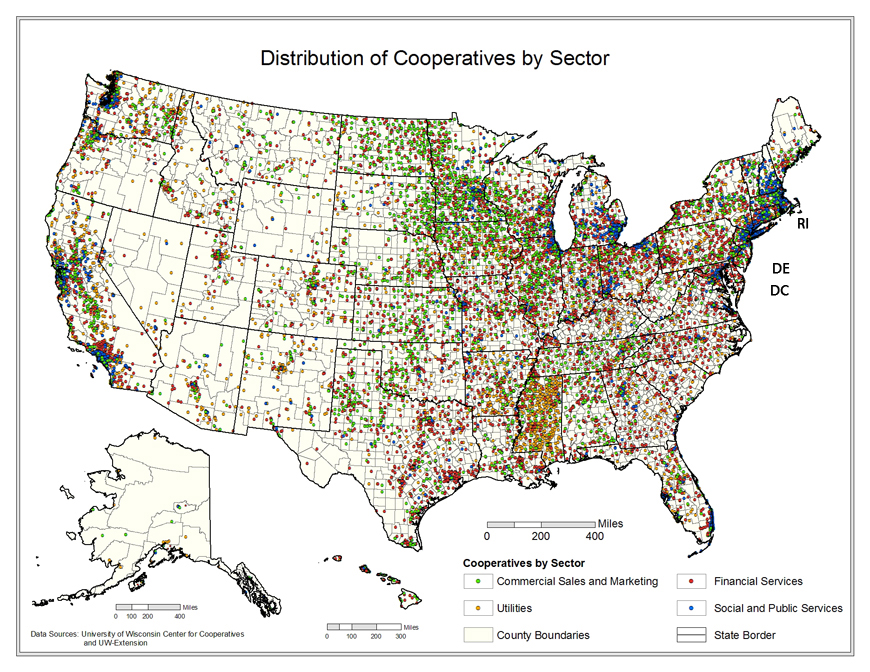 Distribution of Cooperatives by Sector
RI
DE
DC
Miles
0 200 400
Cooperatives by Sector
Commercial Sales and Marketing
Financial Services
Utilities
Social and Public Services
County Boundaries
State Border
Miles
0 100 200 400
Miles
0 50 100 200 300
Data Sources: University of Wisconsin Center for Cooperatives
and UW-Extension